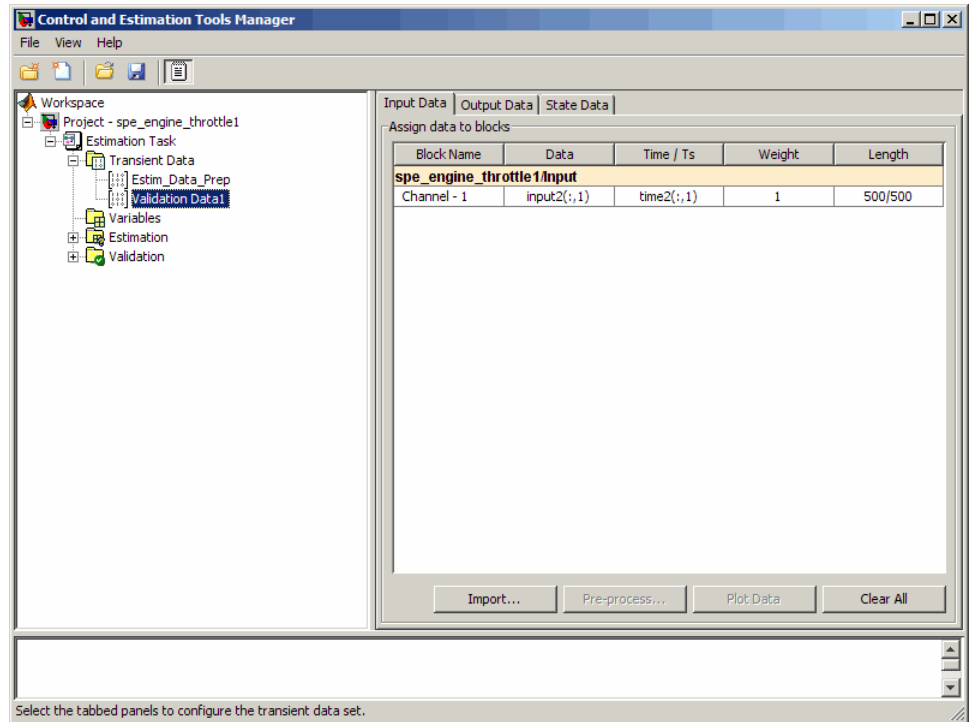 Control and Estimation Tools Manager
File View Help
Workspace
Project - spe_engine_throttle1
Estimation Task
Transient Data
Estim_Data_Prep
Validation Data1
Variables
Estimation
Validation
Input Data Output Data State Data
Assign data to blocks
Block Name Data Time / Ts Weight Length
spe_engine_throttle1/Input
Channel - 1 input2(:,1) time2(:,1) 1 500/500
Import... Pre-process... Plot Data Clear All
Select the tabbed panels to configure the transient data set.